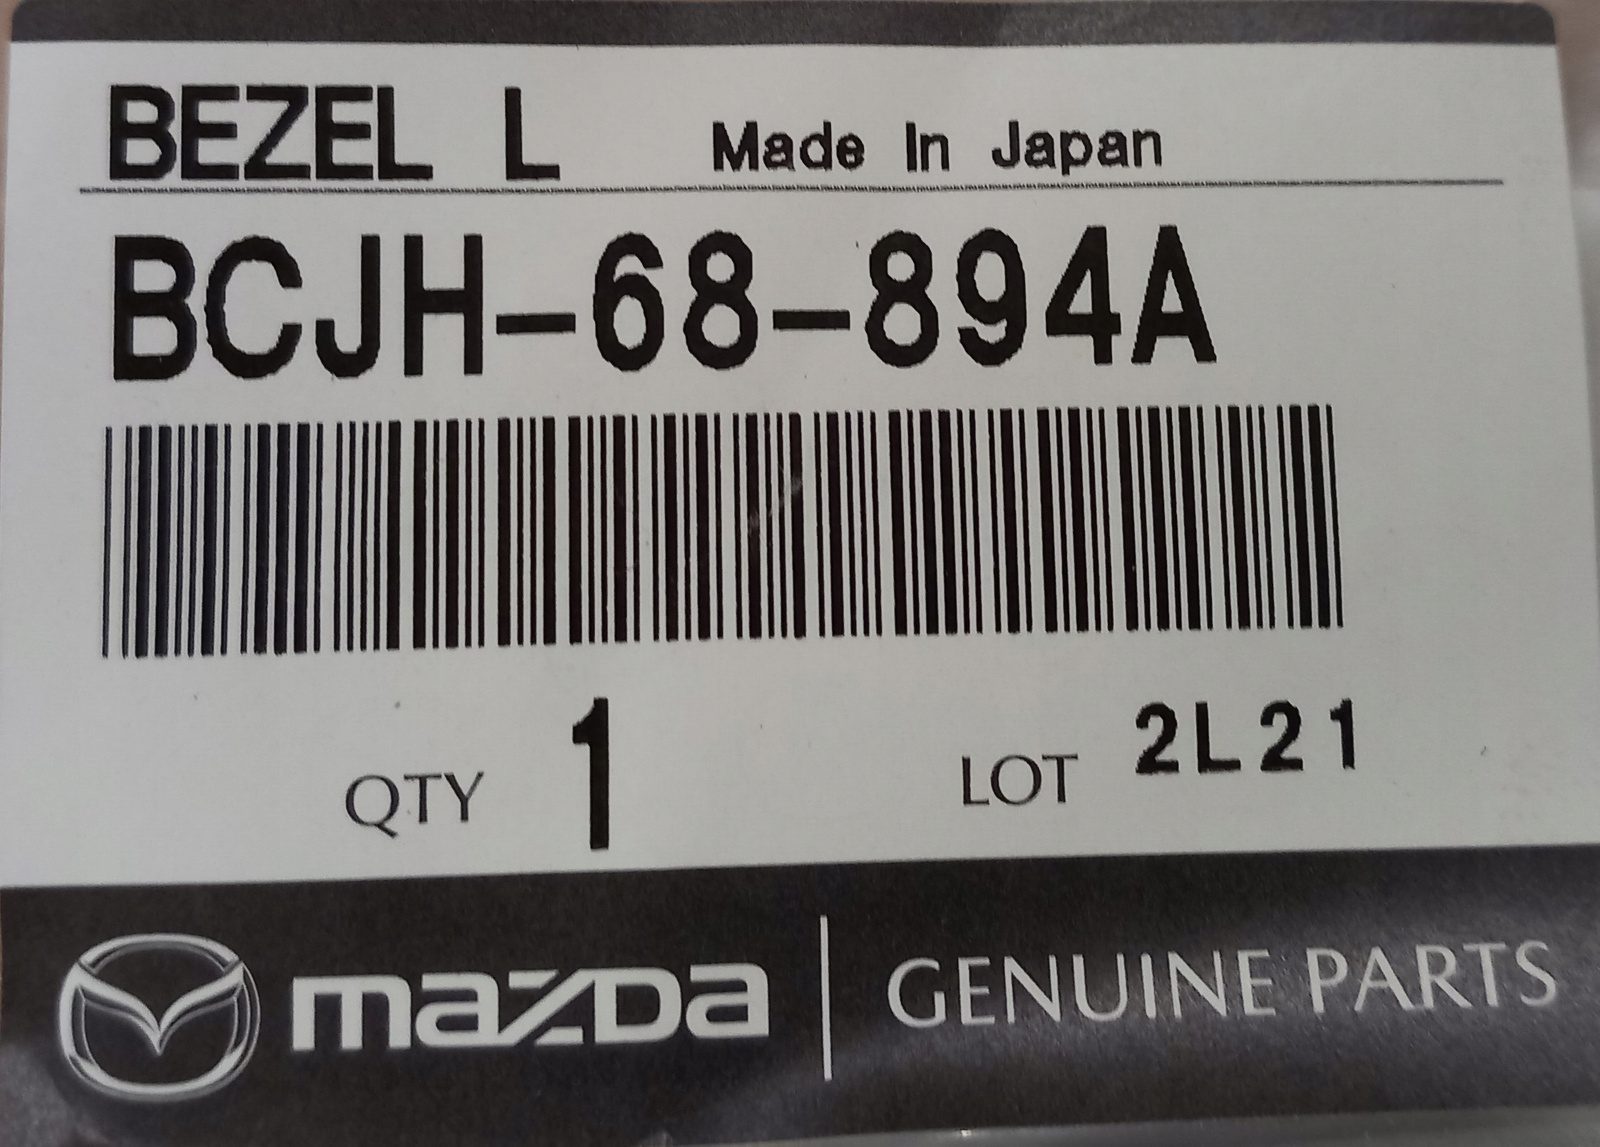 BEZEL L Made In Japan
BCJH-68-894A
QTY 1 LOT 2L21
mazda GENUINE PARTS